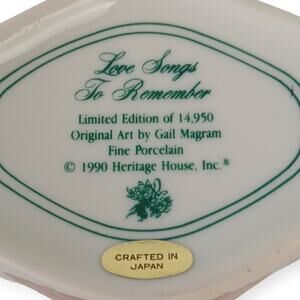 Love Songs
To Remember
Limited Edition of 14,950
Original Art by Gail Magram
Fine Porcelain
© 1990 Heritage House, Inc.®
CRAFTED IN
JAPAN